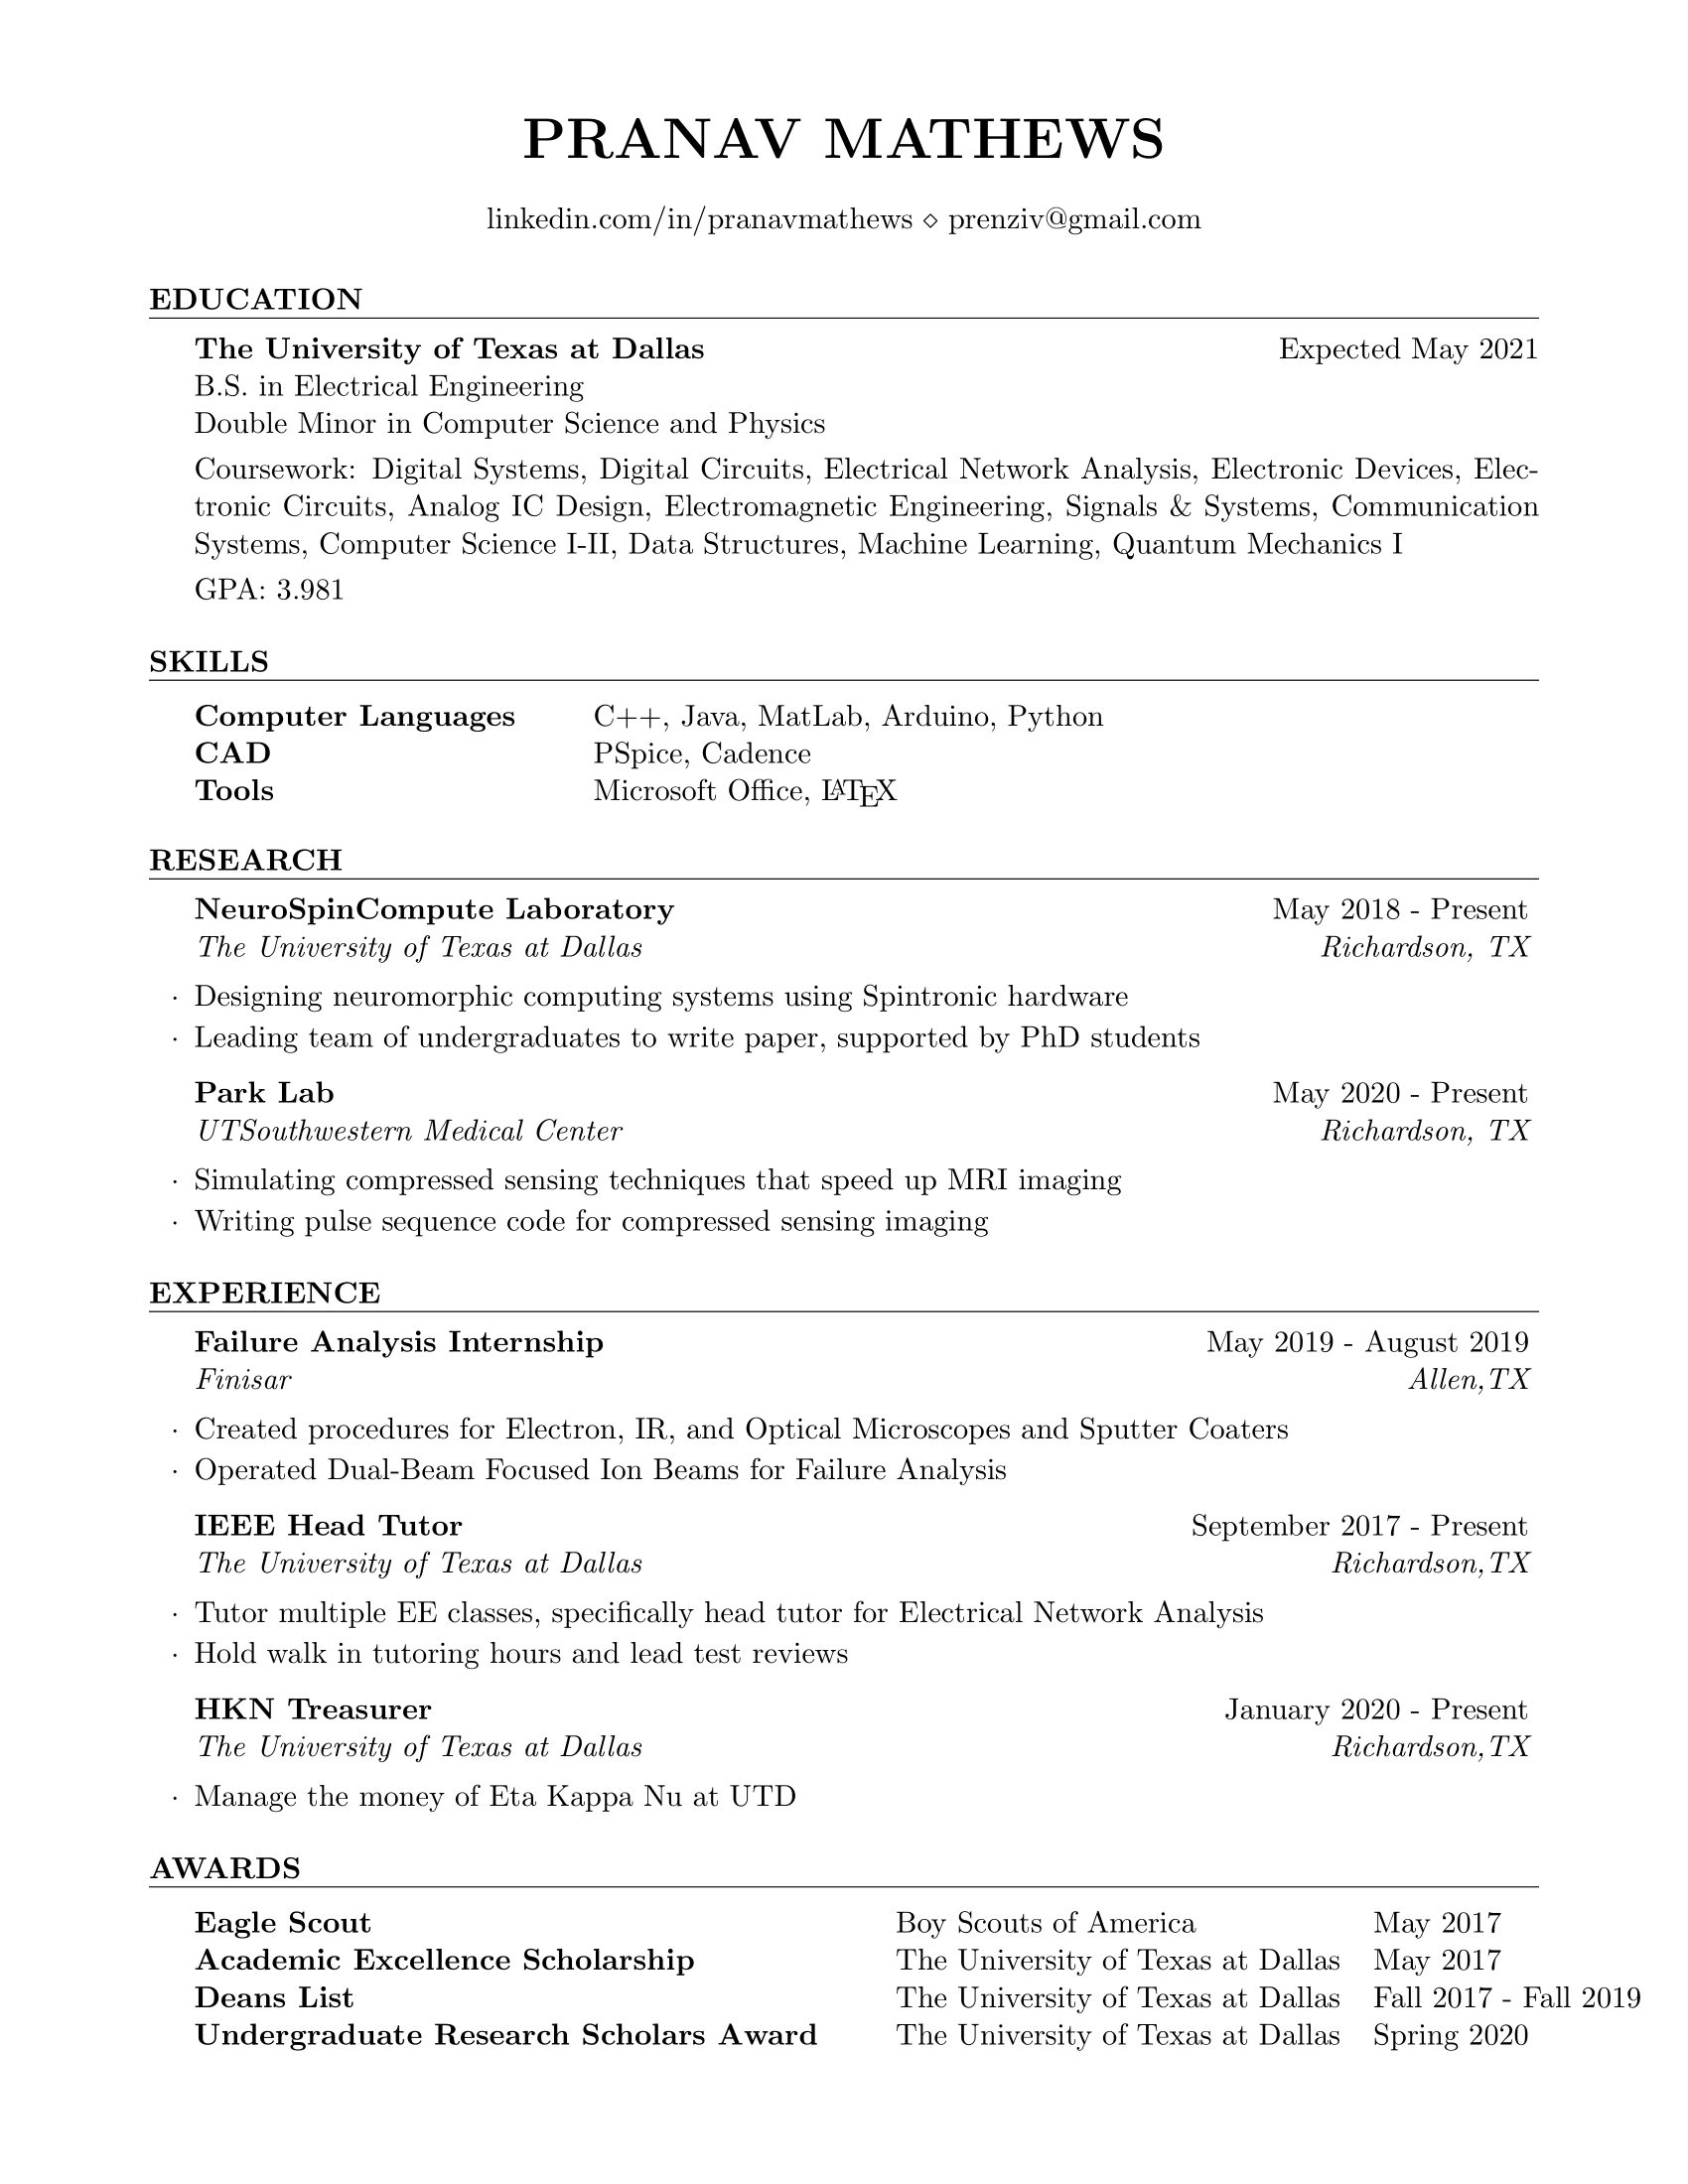 PRANAV MATHEWS
linkedin.com/in/pranavmathews ⋄ prenziv@gmail.com
EDUCATION
The University of Texas at Dallas Expected May 2021
B.S. in Electrical Engineering
Double Minor in Computer Science and Physics
Coursework: Digital Systems, Digital Circuits, Electrical Network Analysis, Electronic Devices, Elec-
tronic Circuits, Analog IC Design, Electromagnetic Engineering, Signals & Systems, Communication
Systems, Computer Science I-II, Data Structures, Machine Learning, Quantum Mechanics I
GPA: 3.981
SKILLS
Computer Languages C++, Java, MatLab, Arduino, Python
CAD PSpice, Cadence
Tools Microsoft Office, LATEX
RESEARCH
NeuroSpinCompute Laboratory May 2018 - Present
The University of Texas at Dallas Richardson, TX
· Designing neuromorphic computing systems using Spintronic hardware
· Leading team of undergraduates to write paper, supported by PhD students
Park Lab May 2020 - Present
UTSouthwestern Medical Center Richardson, TX
· Simulating compressed sensing techniques that speed up MRI imaging
· Writing pulse sequence code for compressed sensing imaging
EXPERIENCE
Failure Analysis Internship May 2019 - August 2019
Finisar Allen,TX
· Created procedures for Electron, IR, and Optical Microscopes and Sputter Coaters
· Operated Dual-Beam Focused Ion Beams for Failure Analysis
IEEE Head Tutor September 2017 - Present
The University of Texas at Dallas Richardson,TX
· Tutor multiple EE classes, specifically head tutor for Electrical Network Analysis
· Hold walk in tutoring hours and lead test reviews
HKN Treasurer January 2020 - Present
The University of Texas at Dallas Richardson,TX
· Manage the money of Eta Kappa Nu at UTD
AWARDS
Eagle Scout Boy Scouts of America May 2017
Academic Excellence Scholarship The University of Texas at Dallas May 2017
Deans List The University of Texas at Dallas Fall 2017 - Fall 2019
Undergraduate Research Scholars Award The University of Texas at Dallas Spring 2020